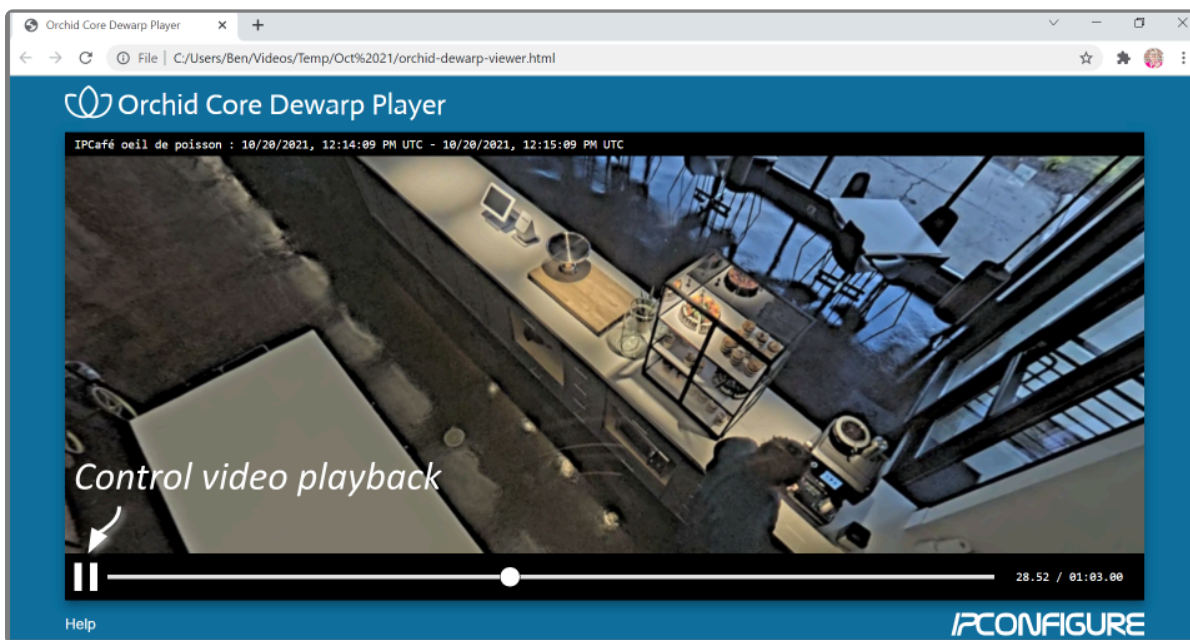 Orchid Core Dewarp Player
File | C:/Users/Ben/Videos/Temp/Oct%2021/orchid-dewarp-viewer.html
Orchid Core Dewarp Player
IPCafé oeil de poisson : 10/20/2021, 12:14:09 PM UTC - 10/20/2021, 12:15:09 PM UTC
Control video playback
28.52 / 01:03.00
Help
IPCONFIGURE